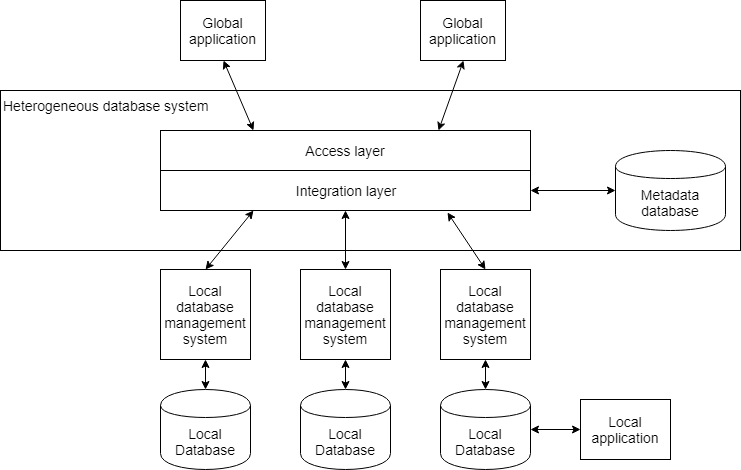 Global
application
Global
application
Heterogeneous database system
Access layer
Integration layer
Metadata
database
Local
database
management
system
Local
database
management
system
Local
database
management
system
Local
Database
Local
Database
Local
Database
Local
application